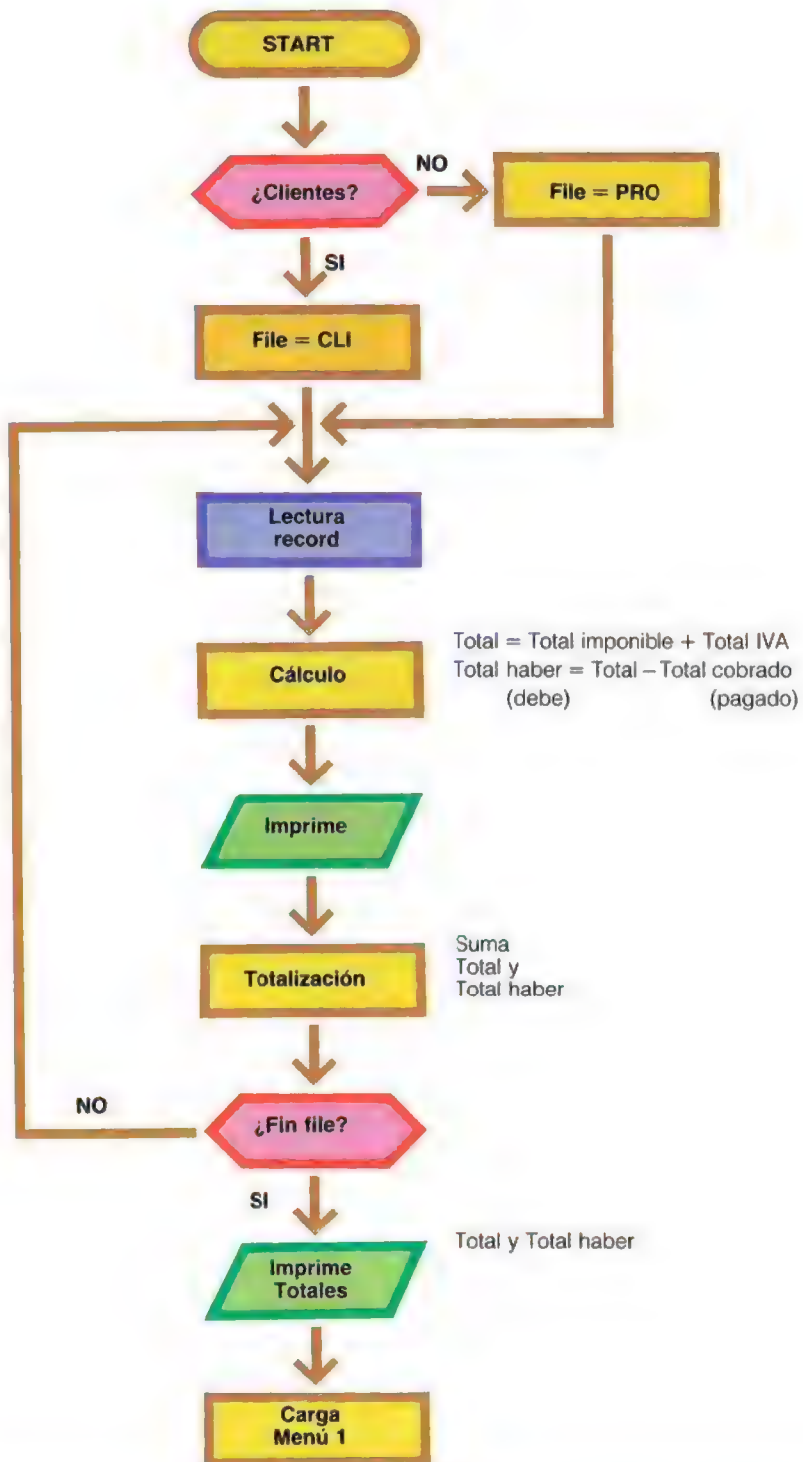 START
¿Clientes?
NO
File = PRO
SI
File = CLI
Lectura
record
Cálculo
Total = Total imponible + Total IVA
Total haber = Total – Total cobrado
(debe) (pagado)
Imprime
Totalización
Suma
Total y
Total haber
¿Fin file?
NO
SI
Imprime
Totales
Total y Total haber
Carga
Menú 1